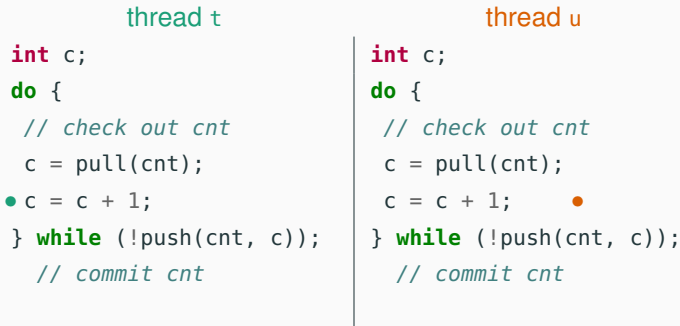 thread t
int c;
do {
// check out cnt
c = pull(cnt);
c = c + 1;
} while (!push(cnt, c));
// commit cnt
thread u
int c;
do {
// check out cnt
c = pull(cnt);
c = c + 1;
} while (!push(cnt, c));
// commit cnt